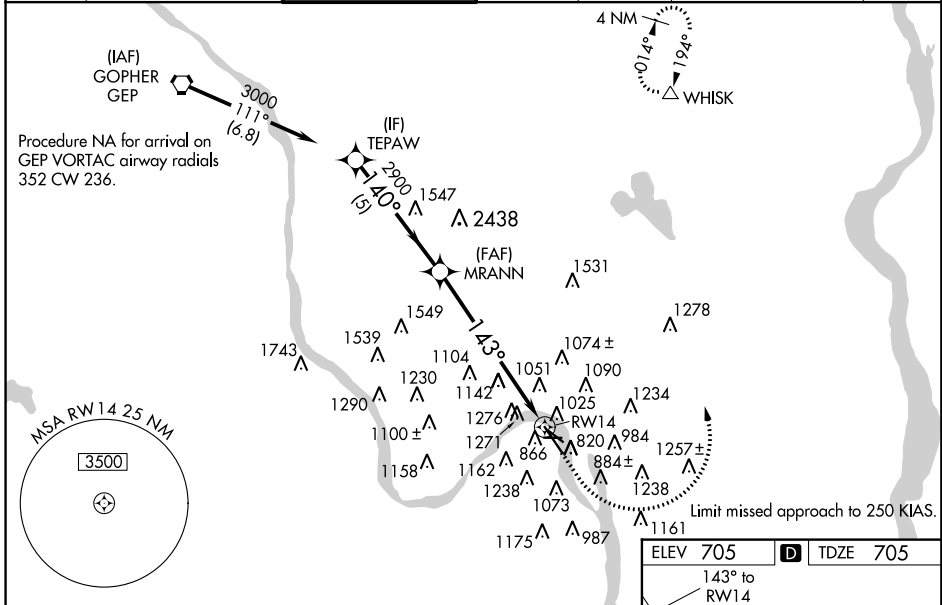 4 NM
014°
194°
WHISK
(IAF)
GOPHER
GEP
3000
111°
(6.8)
Procedure NA for arrival on
GEP VORTAC airway radials
352 CW 236.
(IF)
TEPAW
2900
140°
(5)
1547
2438
(FAF)
MRANN
1531
1278
1549
1539
1743
143°
1074±
1104
1051
1090
1142
1230
1290
1276
1025
1234
RW14
1100±
1271
866
820
984
1257±
1158
1162
884±
1238
1238
1073
MSA RW14 25 NM
3500
Limit missed approach to 250 KIAS.
1161
1175
987
ELEV 705 D TDZE 705
143° to
RW14